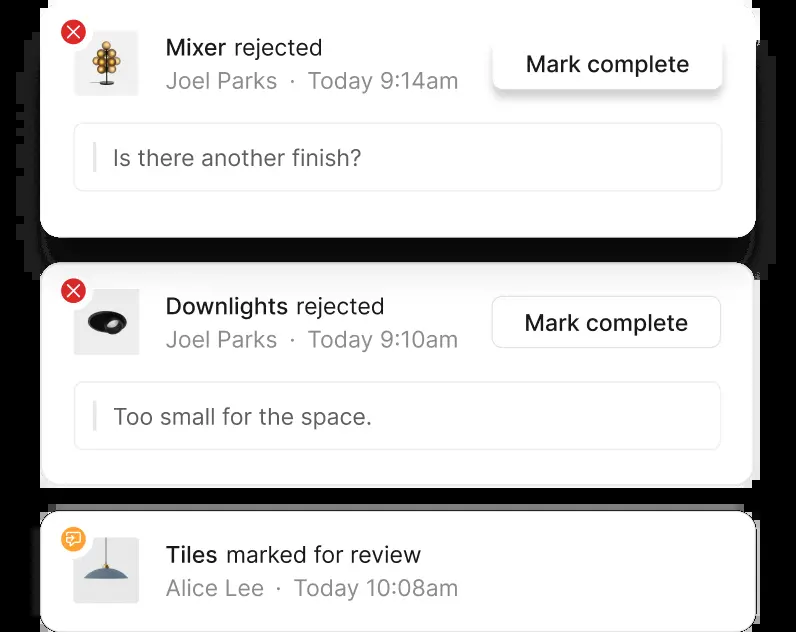 Mixer rejected
Joel Parks · Today 9:14am
Mark complete
Is there another finish?
Downlights rejected
Joel Parks · Today 9:10am
Mark complete
Too small for the space.
Tiles marked for review
Alice Lee · Today 10:08am